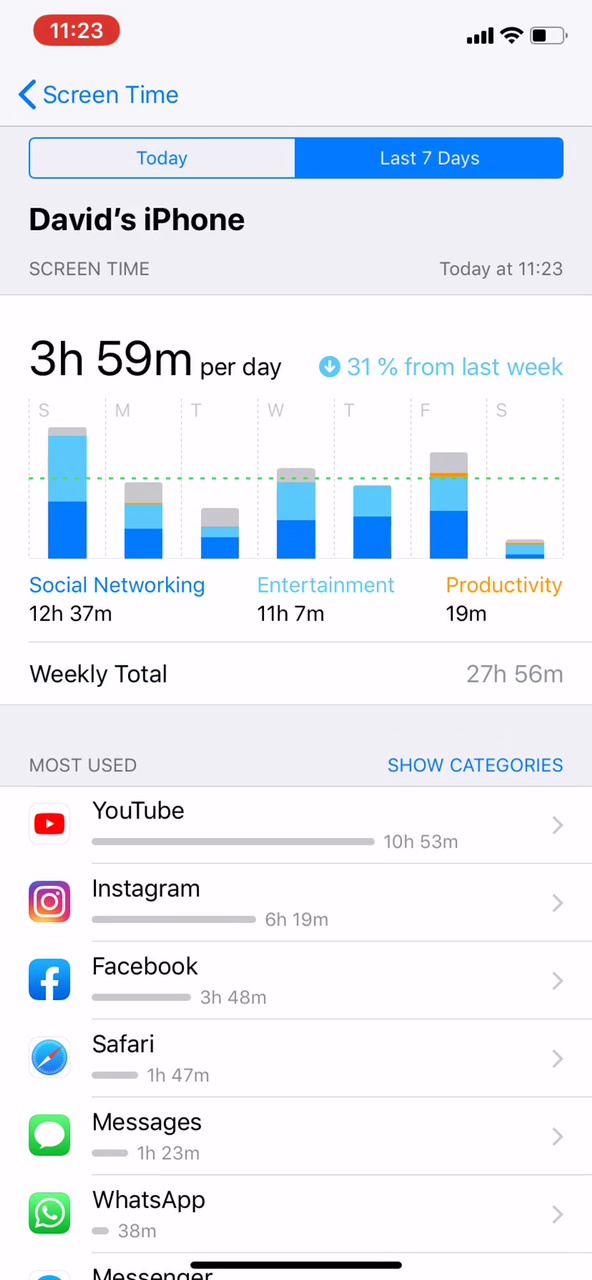 11:23
Screen Time
Today
Last 7 Days
David's iPhone
SCREEN TIME
Today at 11:23
3h 59m per day
31 % from last week
S M T W T F S
Social Networking
12h 37m
Entertainment
11h 7m
Productivity
19m
Weekly Total
27h 56m
MOST USED
SHOW CATEGORIES
YouTube
10h 53m
Instagram
6h 19m
Facebook
3h 48m
Safari
1h 47m
Messages
1h 23m
WhatsApp
38m
Messenger